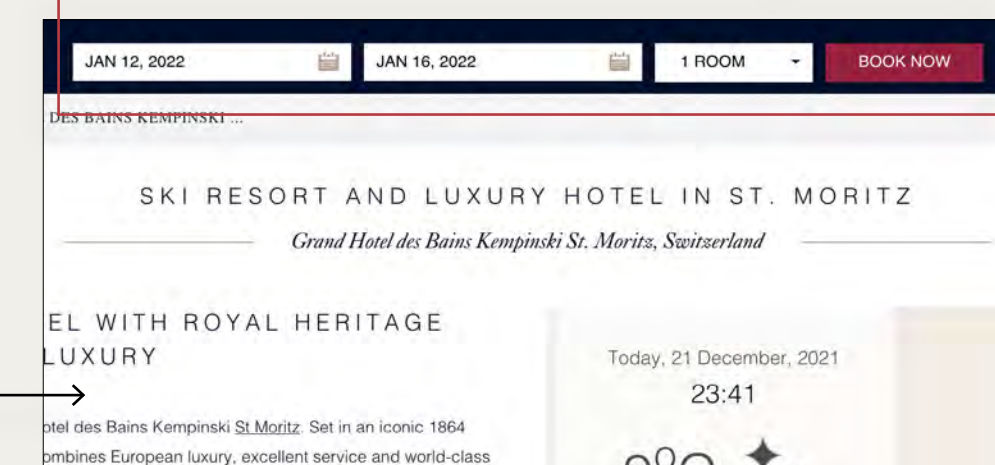 JAN 12, 2022 JAN 16, 2022 1 ROOM BOOK NOW
DES BAINS KEMPINSKI ...
SKI RESORT AND LUXURY HOTEL IN ST. MORITZ
Grand Hotel des Bains Kempinski St. Moritz, Switzerland
EL WITH ROYAL HERITAGE
LUXURY
otel des Bains Kempinski St Moritz. Set in an iconic 1864
ombines European luxury, excellent service and world-class
Today, 21 December, 2021
23:41